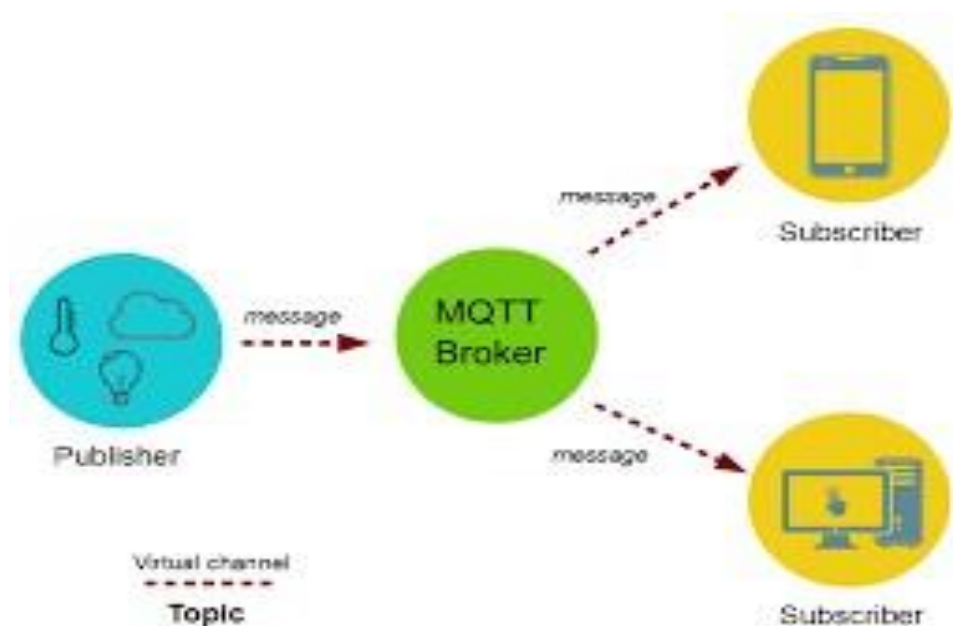 message
Subscriber
message
MQTT
Broker
Publisher
message
Virtual channel
Topic
Subscriber